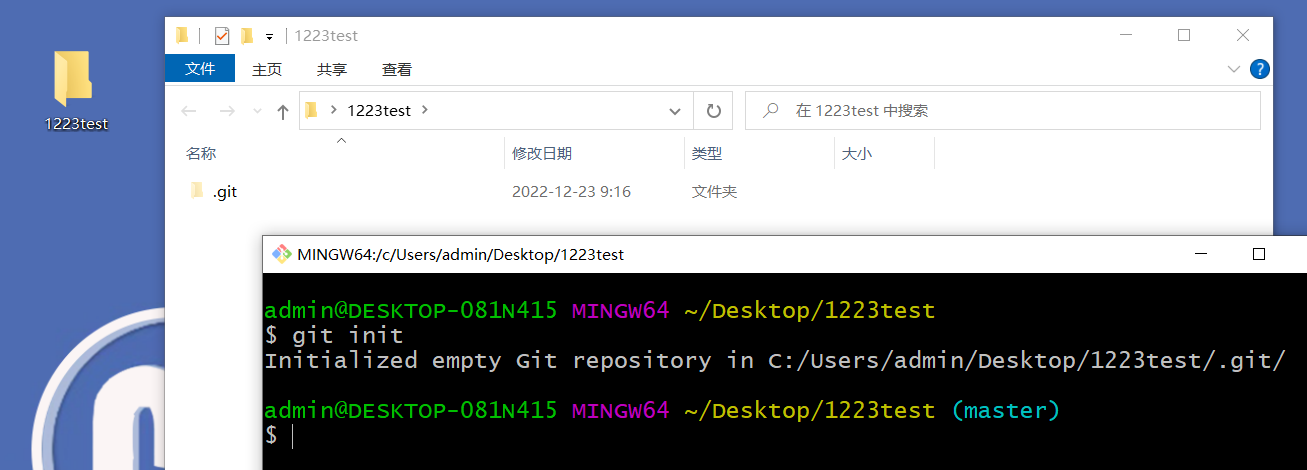 1223test
1223test
文件 主页 共享 查看
1223test 在 1223test 中搜索
名称 修改日期 类型 大小
.git 2022-12-23 9:16 文件夹
MINGW64:/c/Users/admin/Desktop/1223test
admin@DESKTOP-081N415 MINGW64 ~/Desktop/1223test
$ git init
Initialized empty Git repository in C:/Users/admin/Desktop/1223test/.git/
admin@DESKTOP-081N415 MINGW64 ~/Desktop/1223test (master)
$